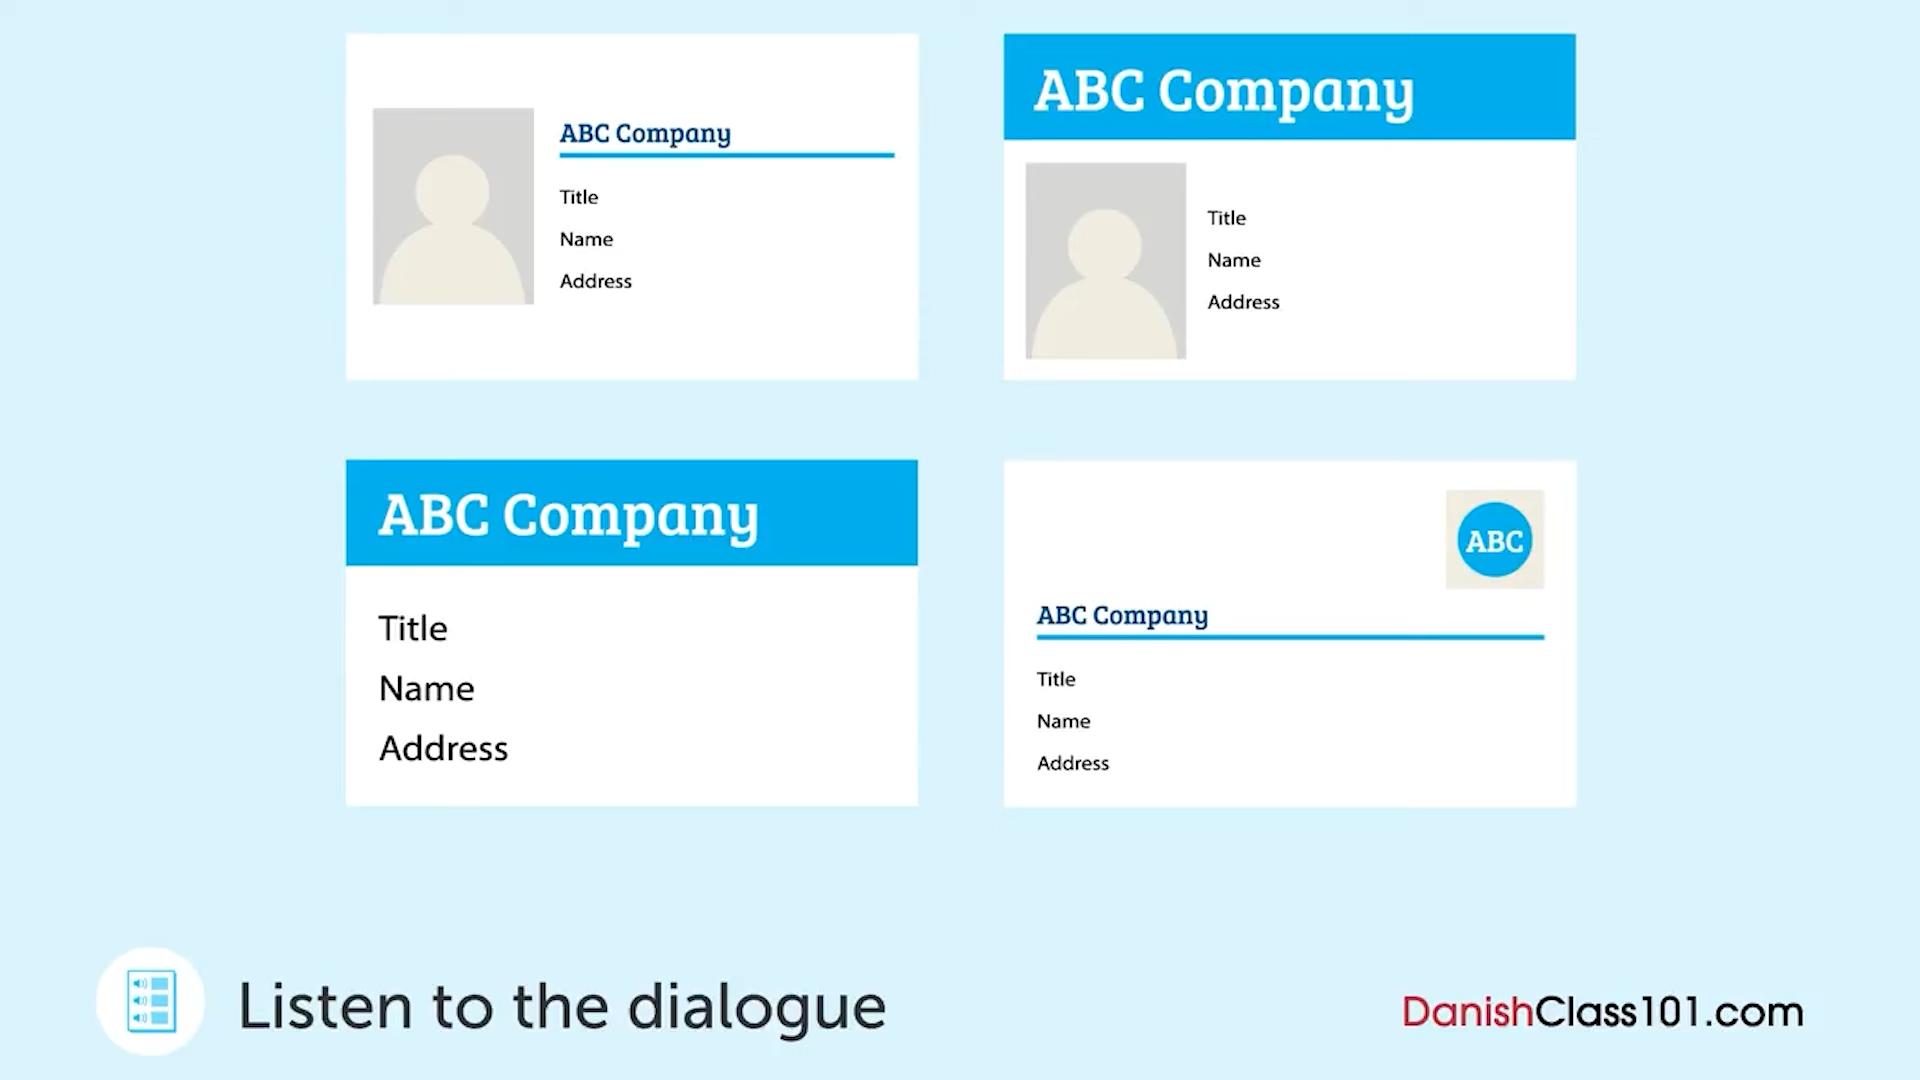 ABC Company
Title
Name
Address
ABC Company
Title
Name
Address
ABC Company
Title
Name
Address
ABC
ABC Company
Title
Name
Address
Listen to the dialogue
DanishClass101.com